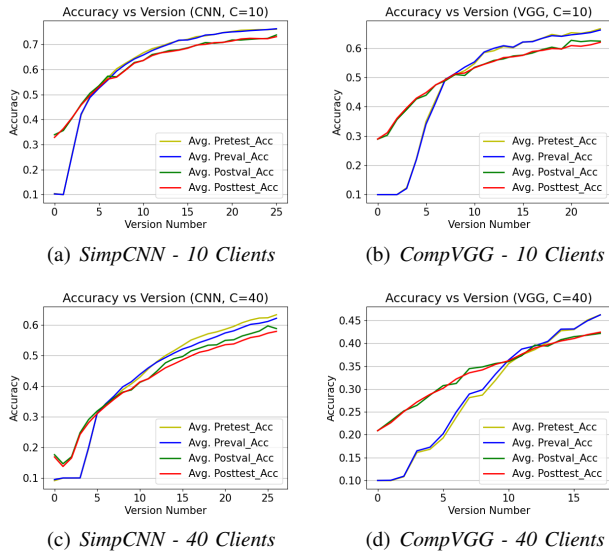 Accuracy vs Version (CNN, C=10)
Accuracy
0.7
0.6
0.5
0.4
0.3
0.2
0.1
Avg. Pretest_Acc
Avg. Preval_Acc
Avg. Postval_Acc
Avg. Posttest_Acc
0 5 10 15 20 25
Version Number
(a) SimpCNN - 10 Clients
Accuracy vs Version (VGG, C=10)
Accuracy
0.6
0.5
0.4
0.3
0.2
0.1
Avg. Pretest_Acc
Avg. Preval_Acc
Avg. Postval_Acc
Avg. Posttest_Acc
0 5 10 15 20
Version Number
(b) CompVGG - 10 Clients
Accuracy vs Version (CNN, C=40)
Accuracy
0.6
0.5
0.4
0.3
0.2
0.1
Avg. Pretest_Acc
Avg. Preval_Acc
Avg. Postval_Acc
Avg. Posttest_Acc
0 5 10 15 20 25
Version Number
(c) SimpCNN - 40 Clients
Accuracy vs Version (VGG, C=40)
Accuracy
0.45
0.40
0.35
0.30
0.25
0.20
0.15
0.10
Avg. Pretest_Acc
Avg. Preval_Acc
Avg. Postval_Acc
Avg. Posttest_Acc
0 5 10 15
Version Number
(d) CompVGG - 40 Clients